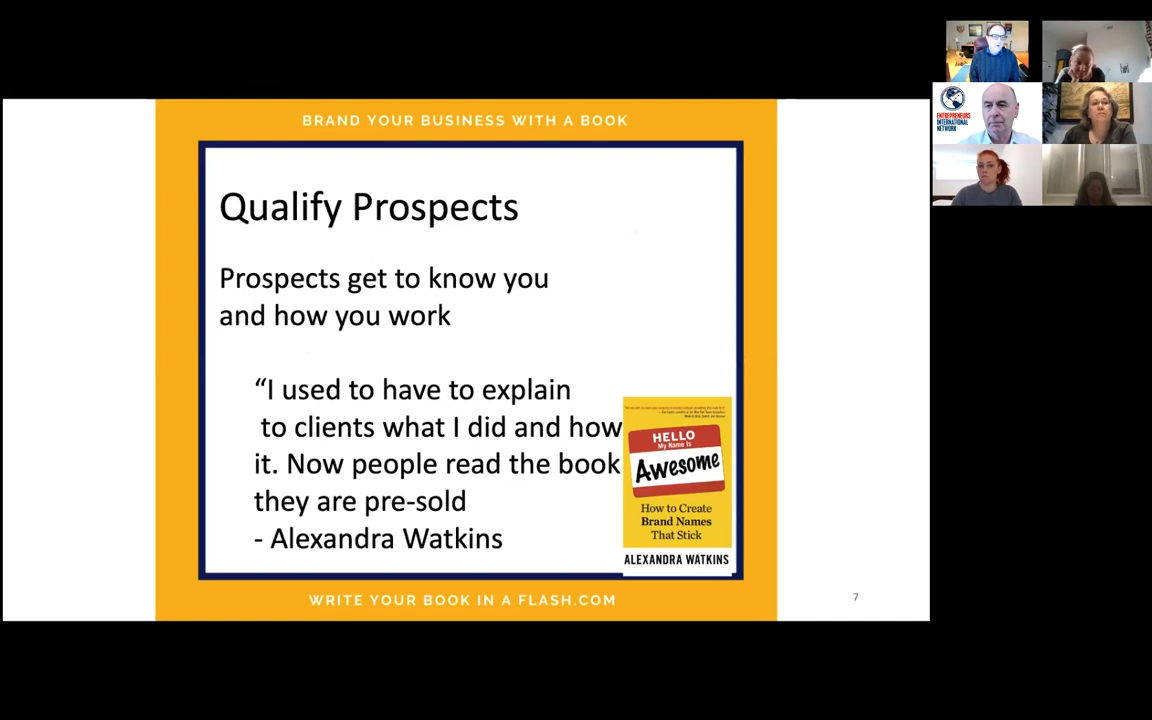 BRAND YOUR BUSINESS WITH A BOOK
Qualify Prospects
Prospects get to know you
and how you work
“I used to have to explain
to clients what I did and how
it. Now people read the book
they are pre-sold
- Alexandra Watkins
HELLO
My Name Is
Awesome
How to Create
Brand Names
That Stick
ALEXANDRA WATKINS
WRITE YOUR BOOK IN A FLASH.COM
7
ENTREPRENEURS
INTERNATIONAL
NETWORK